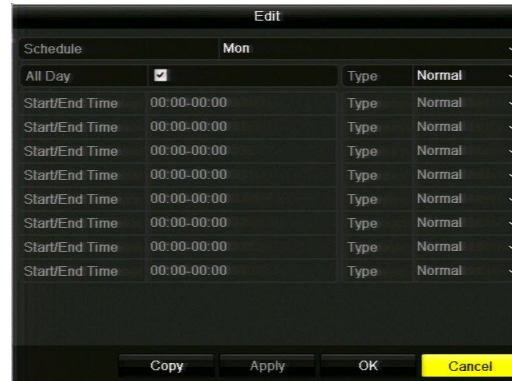 Edit
Schedule Mon
All Day Type Normal
Start/End Time 00:00-00:00 Type Normal
Start/End Time 00:00-00:00 Type Normal
Start/End Time 00:00-00:00 Type Normal
Start/End Time 00:00-00:00 Type Normal
Start/End Time 00:00-00:00 Type Normal
Start/End Time 00:00-00:00 Type Normal
Start/End Time 00:00-00:00 Type Normal
Start/End Time 00:00-00:00 Type Normal
Copy Apply OK Cancel